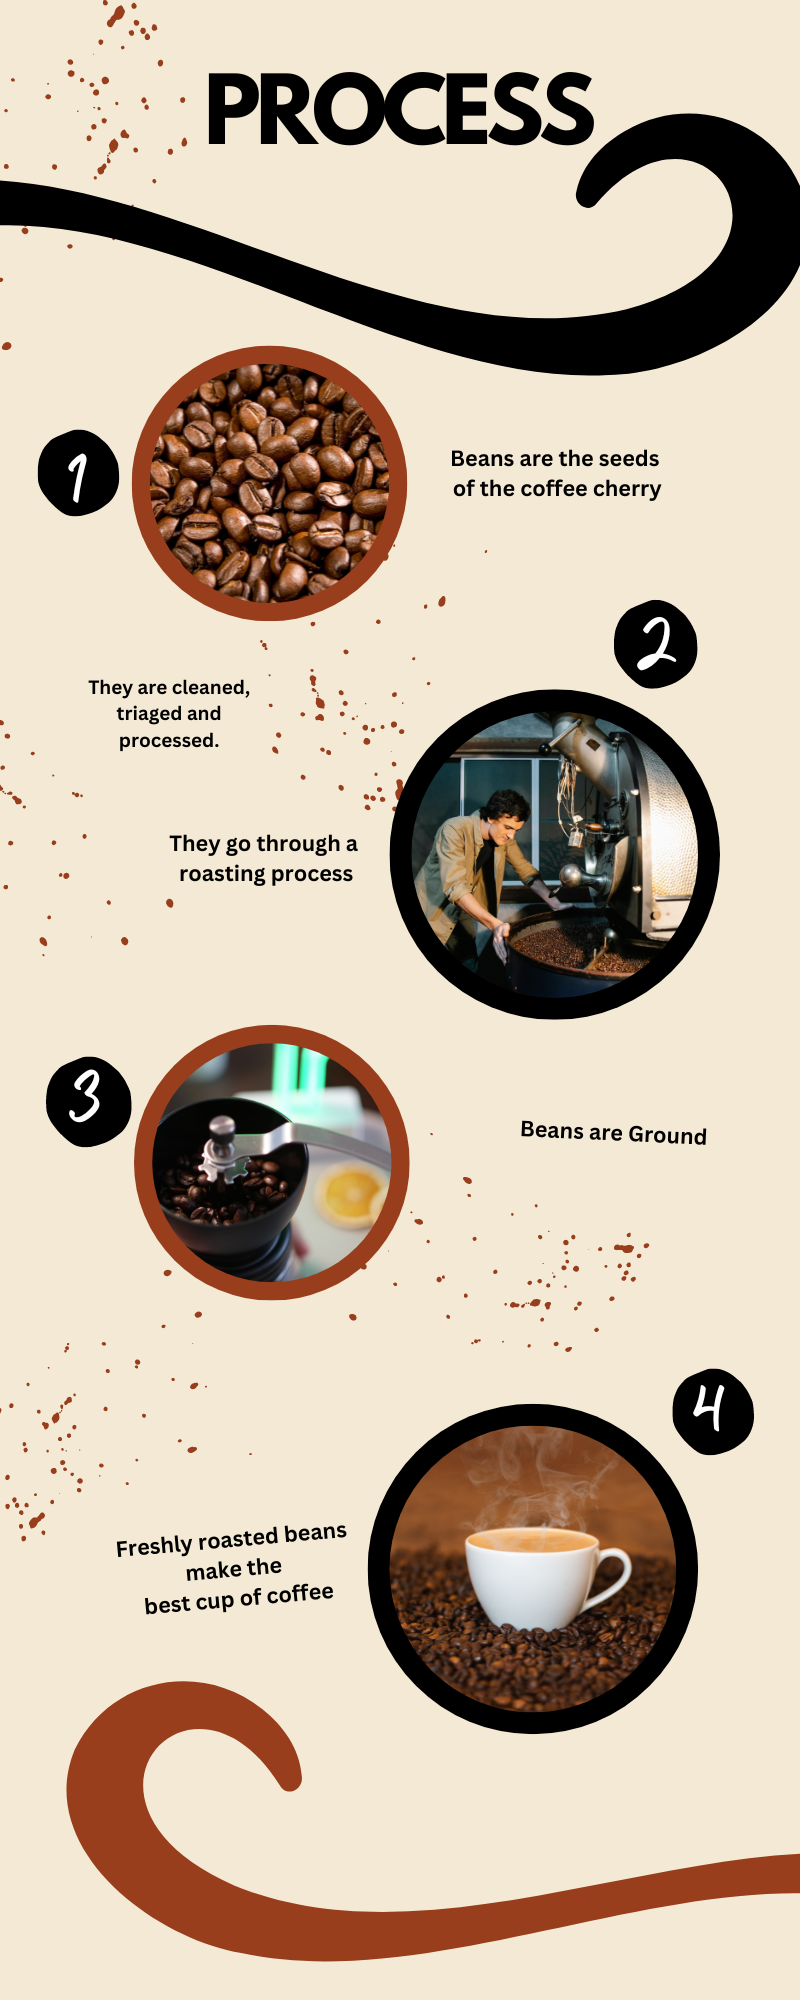 PROCESS
1
Beans are the seeds
of the coffee cherry
2
They are cleaned,
triaged and
processed.
They go through a
roasting process
3
Beans are Ground
4
Freshly roasted beans
make the
best cup of coffee